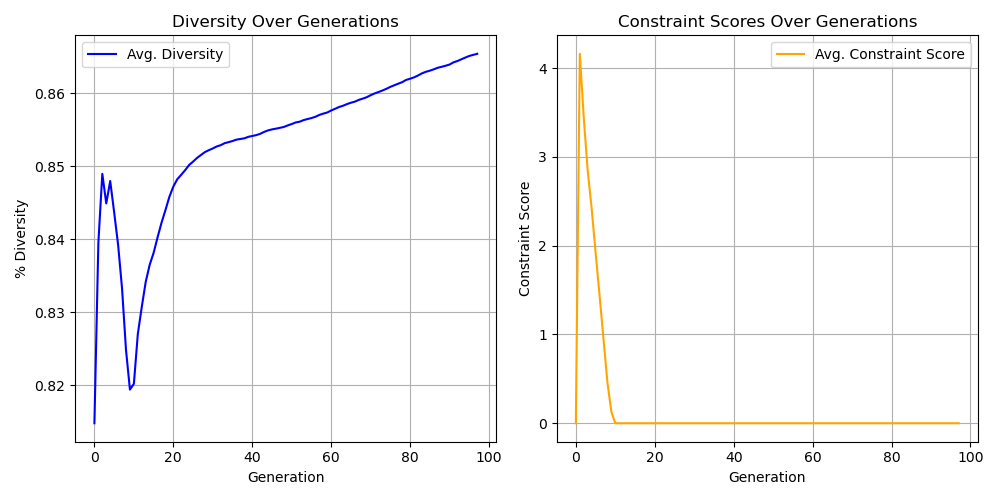 Diversity Over Generations
Avg. Diversity
% Diversity
0.86
0.85
0.84
0.83
0.82
0 20 40 60 80 100
Generation
Constraint Scores Over Generations
Avg. Constraint Score
Constraint Score
4
3
2
1
0
0 20 40 60 80 100
Generation